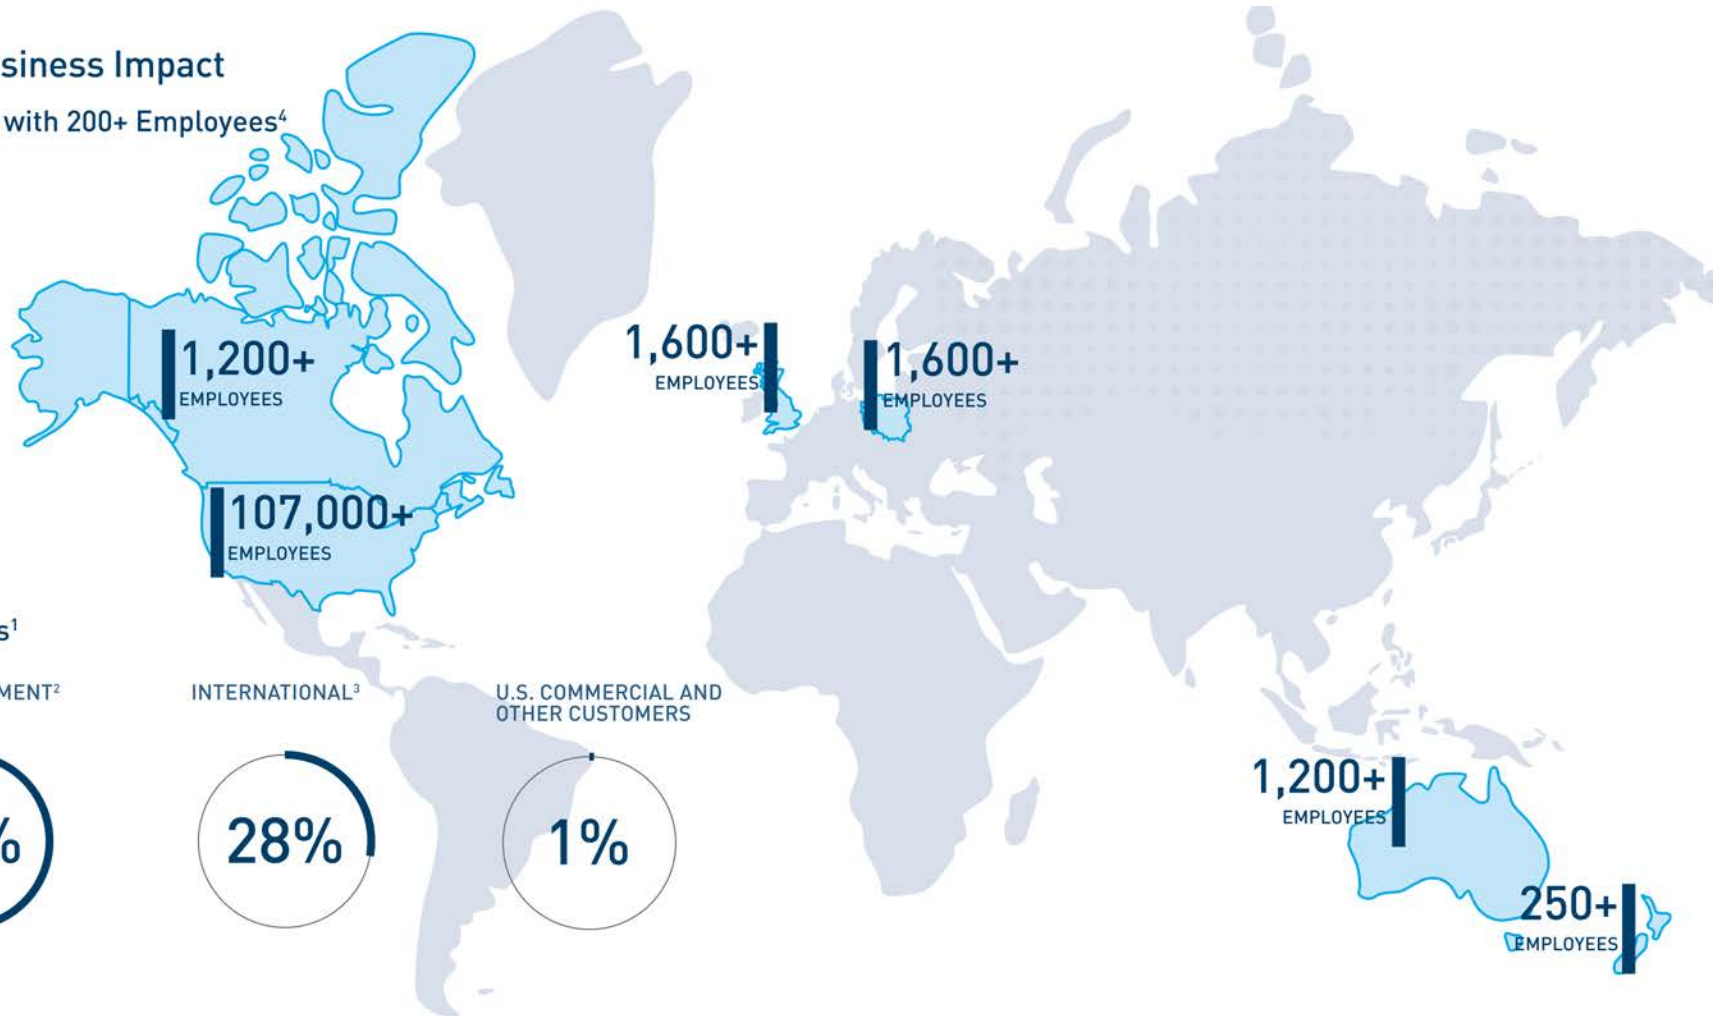 siness Impact
with 200+ Employees⁴
1,200+
EMPLOYEES
1,600+
EMPLOYEES
1,600+
EMPLOYEES
107,000+
EMPLOYEES
s¹
MENT²
INTERNATIONAL³
U.S. COMMERCIAL AND
OTHER CUSTOMERS
%
28%
1%
1,200+
EMPLOYEES
250+
EMPLOYEES